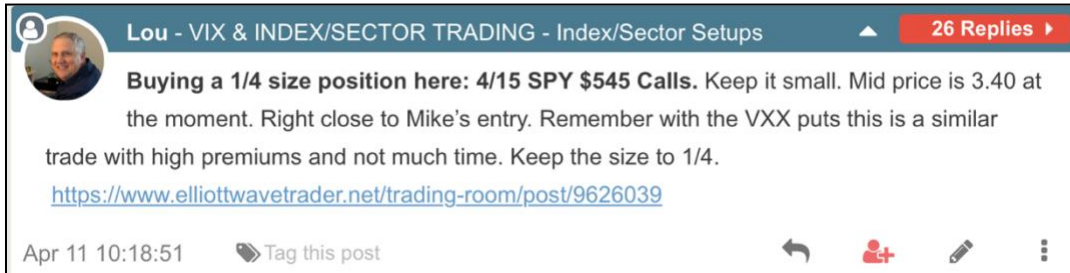 Lou - VIX & INDEX/SECTOR TRADING - Index/Sector Setups 26 Replies
Buying a 1/4 size position here: 4/15 SPY $545 Calls. Keep it small. Mid price is 3.40 at
the moment. Right close to Mike's entry. Remember with the VXX puts this is a similar
trade with high premiums and not much time. Keep the size to 1/4.
https://www.elliottwavetrader.net/trading-room/post/9626039
Apr 11 10:18:51 Tag this post